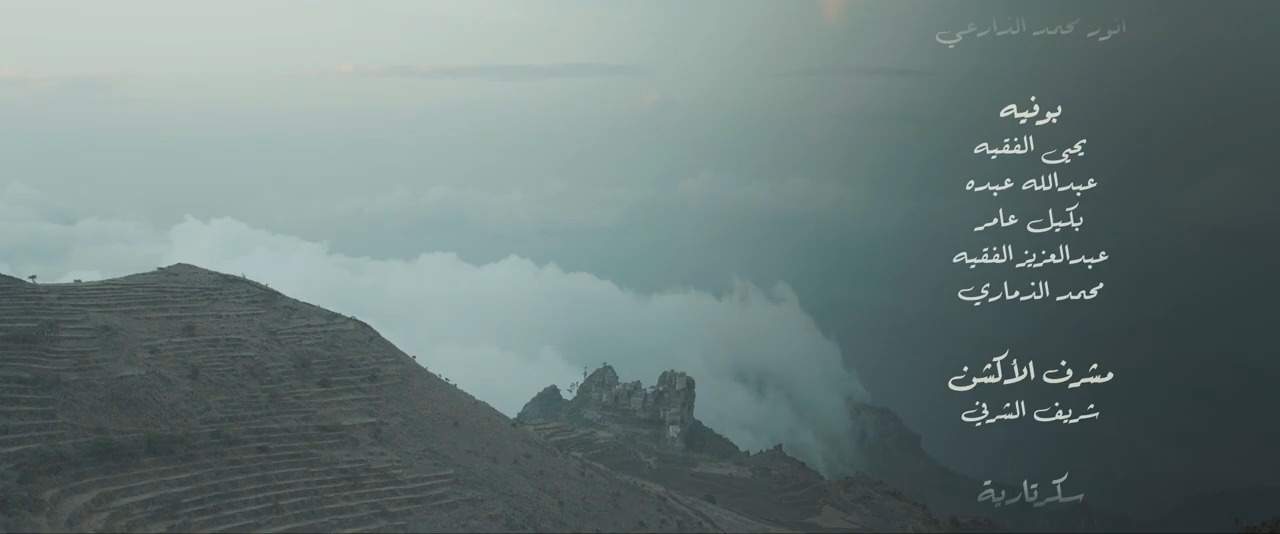 انور محمد الدارعي
بوفيه
يحيى الفقيه
عبدالله عبده
بكيل عامر
عبدالعزيز الفقيه
محمد الذماري
مشرف الأكشن
شريف الشرفي
سكرتارية